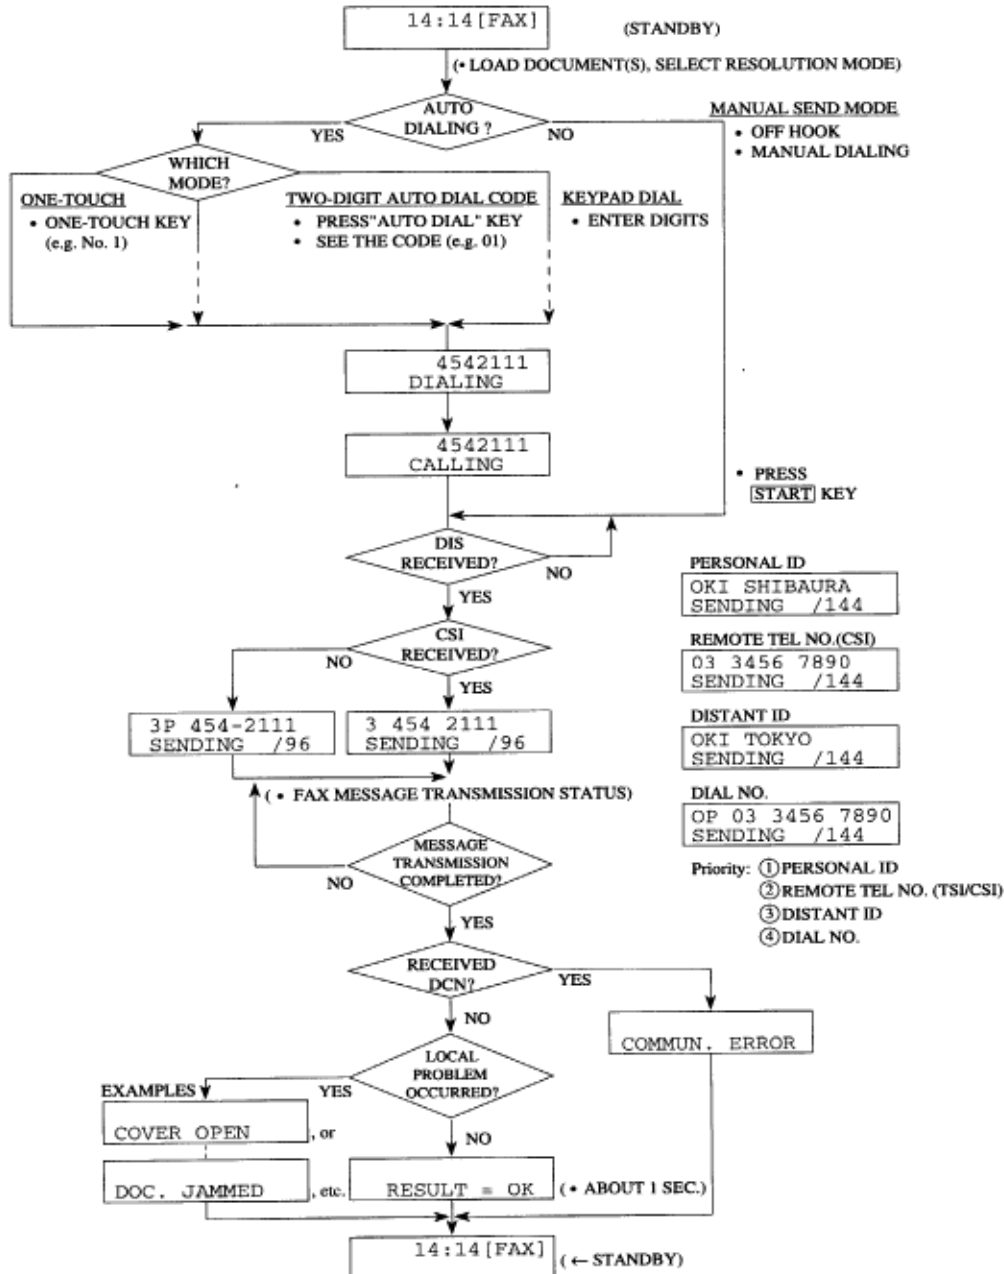 14:14[FAX]
(STANDBY)
(• LOAD DOCUMENT(S), SELECT RESOLUTION MODE)
AUTO
DIALING ?
YES
NO
MANUAL SEND MODE
• OFF HOOK
• MANUAL DIALING
WHICH
MODE?
ONE-TOUCH
• ONE-TOUCH KEY
(e.g. No. 1)
TWO-DIGIT AUTO DIAL CODE
• PRESS"AUTO DIAL" KEY
• SEE THE CODE (e.g. 01)
KEYPAD DIAL
• ENTER DIGITS
4542111
DIALING
4542111
CALLING
• PRESS
START KEY
DIS
RECEIVED?
NO
YES
CSI
RECEIVED?
NO
YES
3P 454-2111
SENDING /96
3 454 2111
SENDING /96
(• FAX MESSAGE TRANSMISSION STATUS)
PERSONAL ID
OKI SHIBAURA
SENDING /144
REMOTE TEL NO.(CSI)
03 3456 7890
SENDING /144
DISTANT ID
OKI TOKYO
SENDING /144
DIAL NO.
OP 03 3456 7890
SENDING /144
Priority: ①PERSONAL ID
②REMOTE TEL NO. (TSI/CSI)
③DISTANT ID
④DIAL NO.
MESSAGE
TRANSMISSION
COMPLETED?
NO
YES
RECEIVED
DCN?
YES
NO
COMMUN. ERROR
LOCAL
PROBLEM
OCCURRED?
YES
NO
EXAMPLES
COVER OPEN
, or
DOC. JAMMED
, etc.
RESULT = OK
(• ABOUT 1 SEC.)
14:14[FAX]
(← STANDBY)